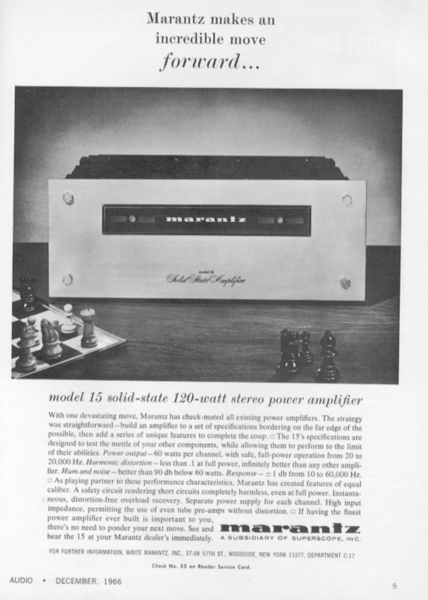 Marantz makes an
incredible move
forward...
marantz
model 15
Solid State Amplifier
model 15 solid-state 120-watt stereo power amplifier
With one devastating move, Marantz has check-mated all existing power amplifiers. The strategy
was straightforward—build an amplifier to a set of specifications bordering on the far edge of the
possible, then add a series of unique features to complete the coup. □ The 15's specifications are
designed to test the mettle of your other components, while allowing them to perform to the limit
of their abilities. Power output—60 watts per channel, with safe, full-power operation from 20 to
20,000 Hz. Harmonic distortion—less than .1 at full power, infinitely better than any other ampli-
fier. Hum and noise—better than 90 db below 60 watts. Response—±1 db from 10 to 60,000 Hz.
□ As playing partner to these performance characteristics, Marantz has created features of equal
caliber. A safety circuit rendering short circuits completely harmless, even at full power. Instanta-
neous, distortion-free overload recovery. Separate power supply for each channel. High input
impedance, permitting the use of even tube pre-amps without distortion. □ If having the finest
power amplifier ever built is important to you,
there's no need to ponder your next move. See and
hear the 15 at your Marantz dealer's immediately.
marantz
A SUBSIDIARY OF SUPERSCOPE, INC.
FOR FURTHER INFORMATION, WRITE MARANTZ, INC., 37-04 57TH ST., WOODSIDE, NEW YORK 11377. DEPARTMENT C-17
Check No. 33 on Reader Service Card.
AUDIO • DECEMBER, 1966
5